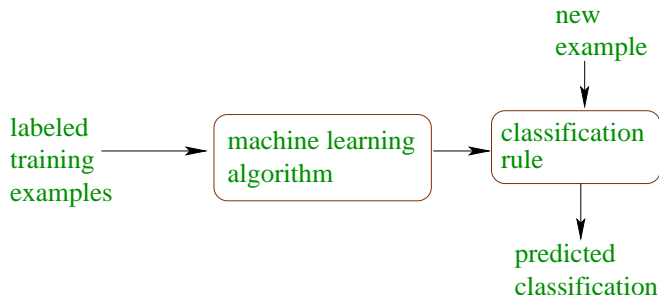 labeled
training
examples
machine learning
algorithm
new
example
classification
rule
predicted
classification